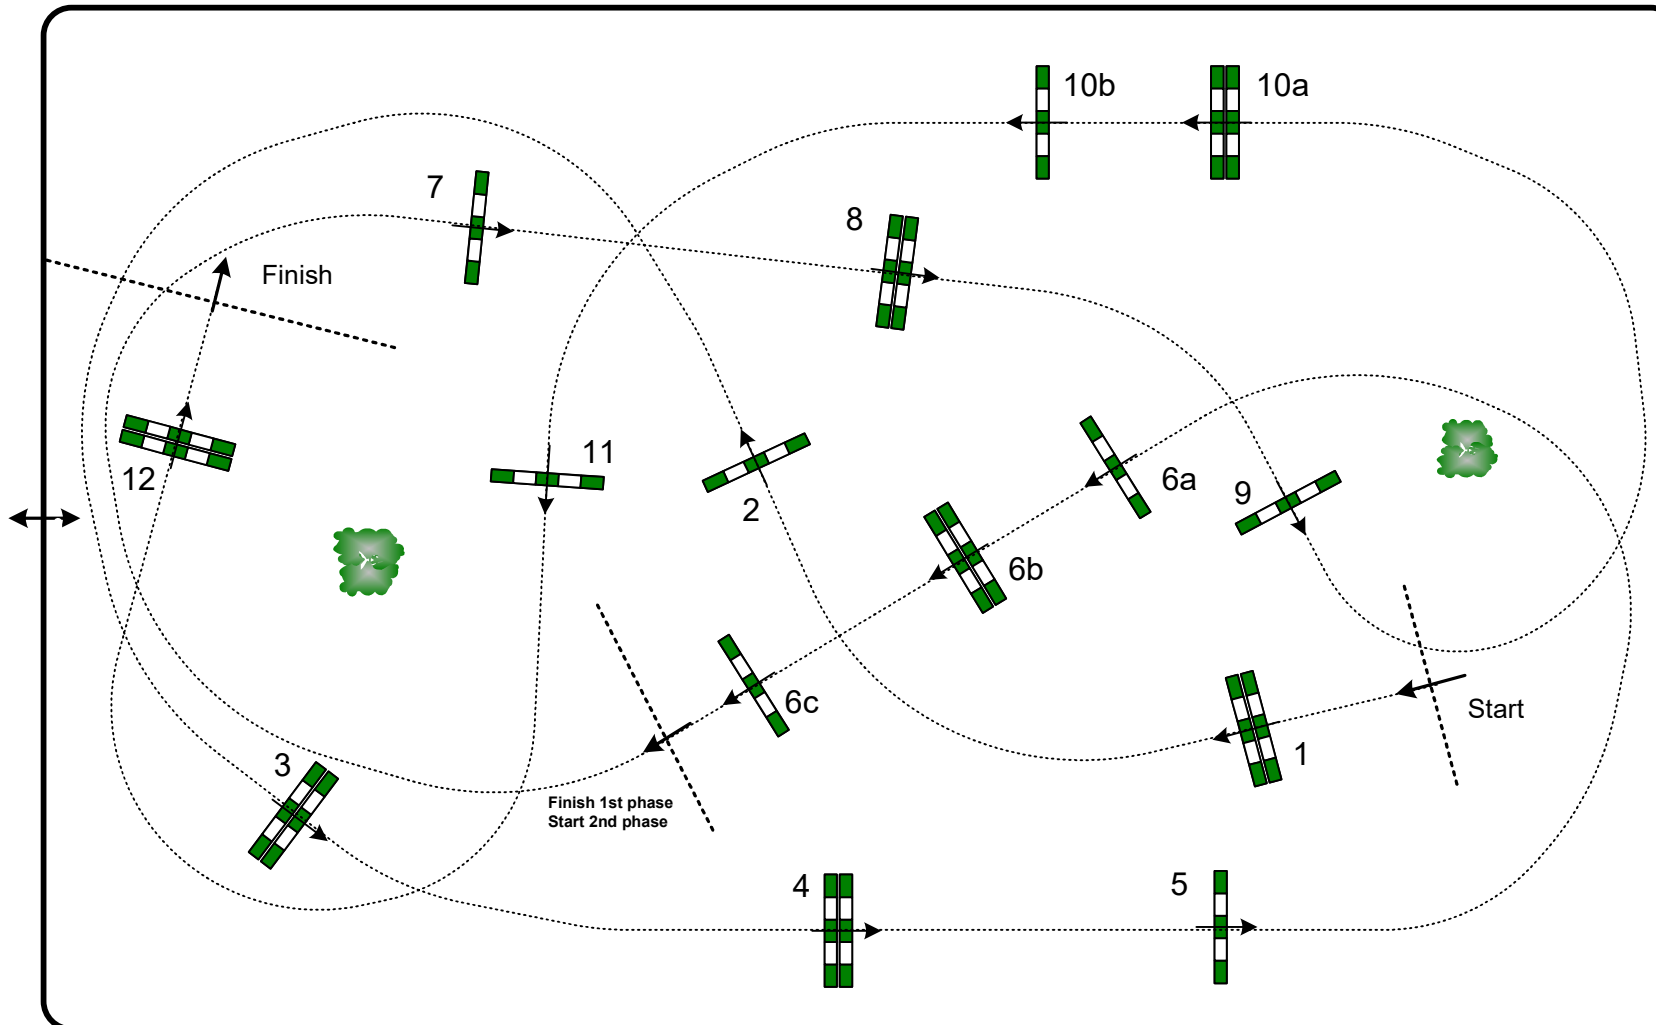 10b
10a
7
8
Finish
11
6a
9
12
2
6b
6c
Start
3
1
Finish 1st phase
Start 2nd phase
4
5